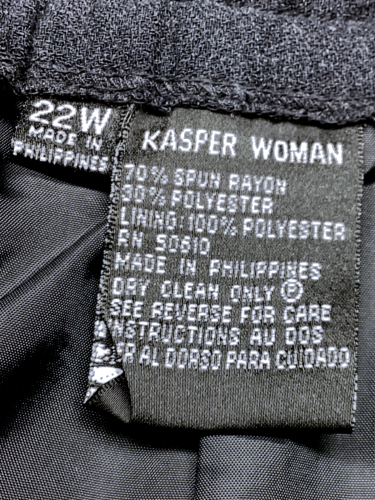 22W
MADE IN
PHILIPPINES
KASPER WOMAN
70% SPUN RAYON
30% POLYESTER
LINING: 100% POLYESTER
RN 50610
MADE IN PHILIPPINES
DRY CLEAN ONLY Ⓟ
SEE REVERSE FOR CARE
INSTRUCTIONS AU DOS
R AL DORSO PARA CUIDADO